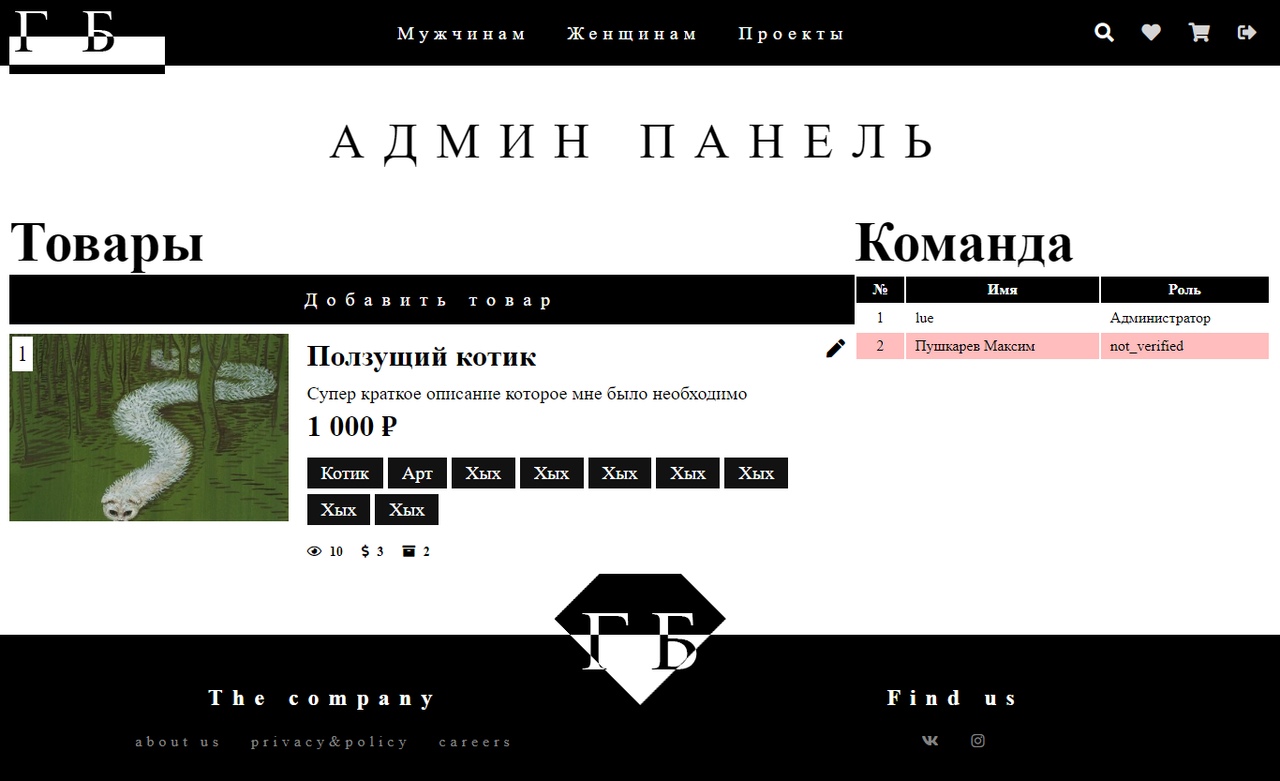 Г Б
Мужчинам Женщинам Проекты
АДМИН ПАНЕЛЬ
Товары
Добавить товар
1
Ползущий котик
Супер краткое описание которое мне было необходимо
1 000 ₽
Котик Арт Хых Хых Хых Хых Хых
Хых Хых
10 3 2
Команда
№ Имя Роль
1 lue Администратор
2 Пушкарев Максим not_verified
Г Б
The company
about us privacy&policy careers
Find us